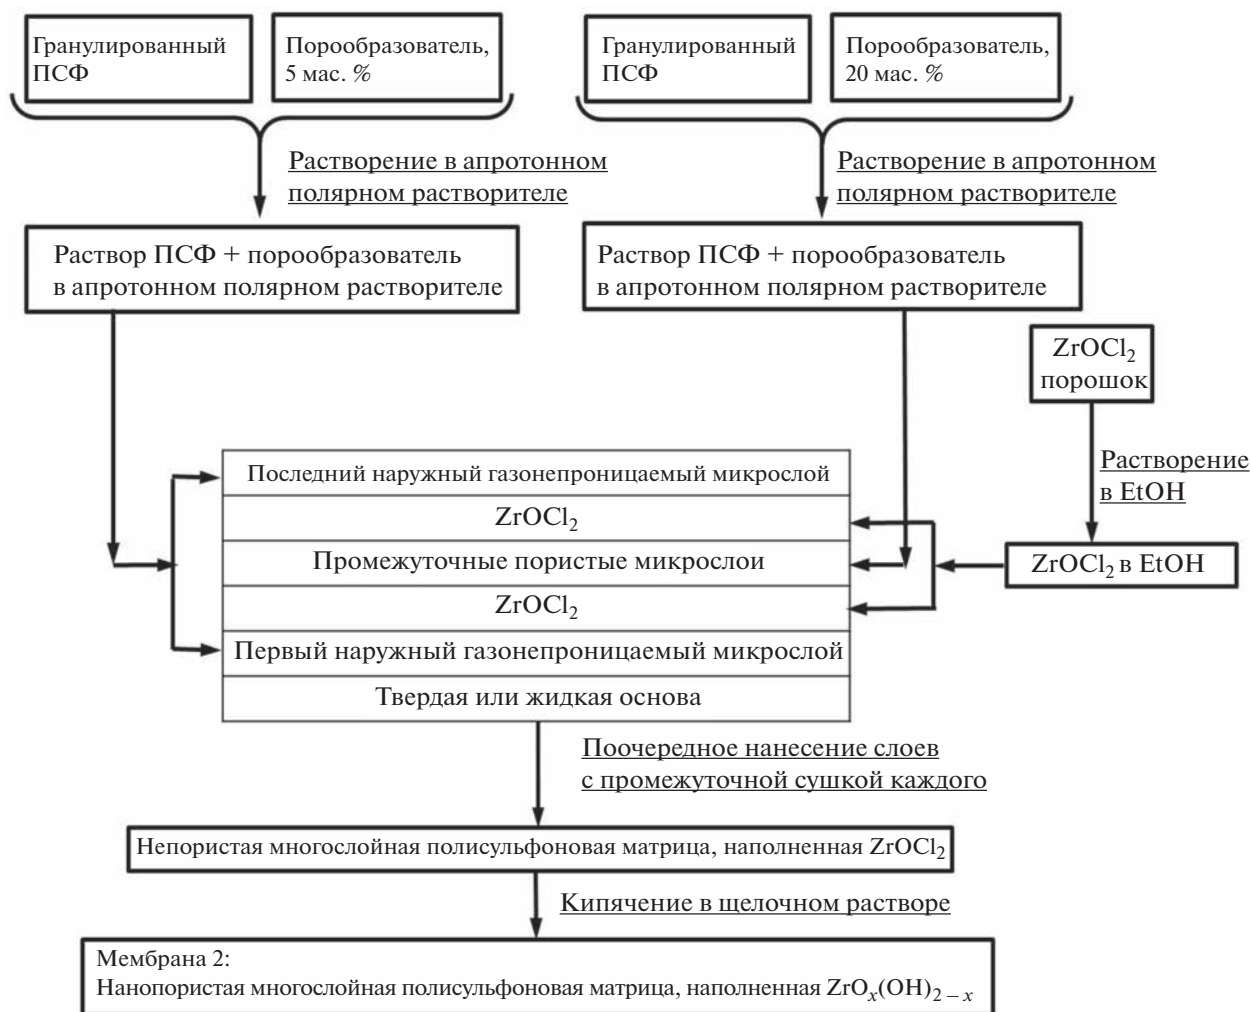 Гранулированный
ПСФ
Порообразователь,
5 мас. %
Гранулированный
ПСФ
Порообразователь,
20 мас. %
Растворение в апротонном
полярном растворителе
Растворение в апротонном
полярном растворителе
Раствор ПСФ + порообразователь
в апротонном полярном растворителе
Раствор ПСФ + порообразователь
в апротонном полярном растворителе
ZrOCl₂
порошок
Растворение
в EtOH
ZrOCl₂ в EtOH
Последний наружный газонепроницаемый микрослой
ZrOCl₂
Промежуточные пористые микрослои
ZrOCl₂
Первый наружный газонепроницаемый микрослой
Твердая или жидкая основа
Поочередное нанесение слоев
с промежуточной сушкой каждого
Непористая многослойная полисульфоновая матрица, наполненная ZrOCl₂
Кипячение в щелочном растворе
Мембрана 2:
Нанопористая многослойная полисульфоновая матрица, наполненная ZrOₓ(OH)₂₋ₓ